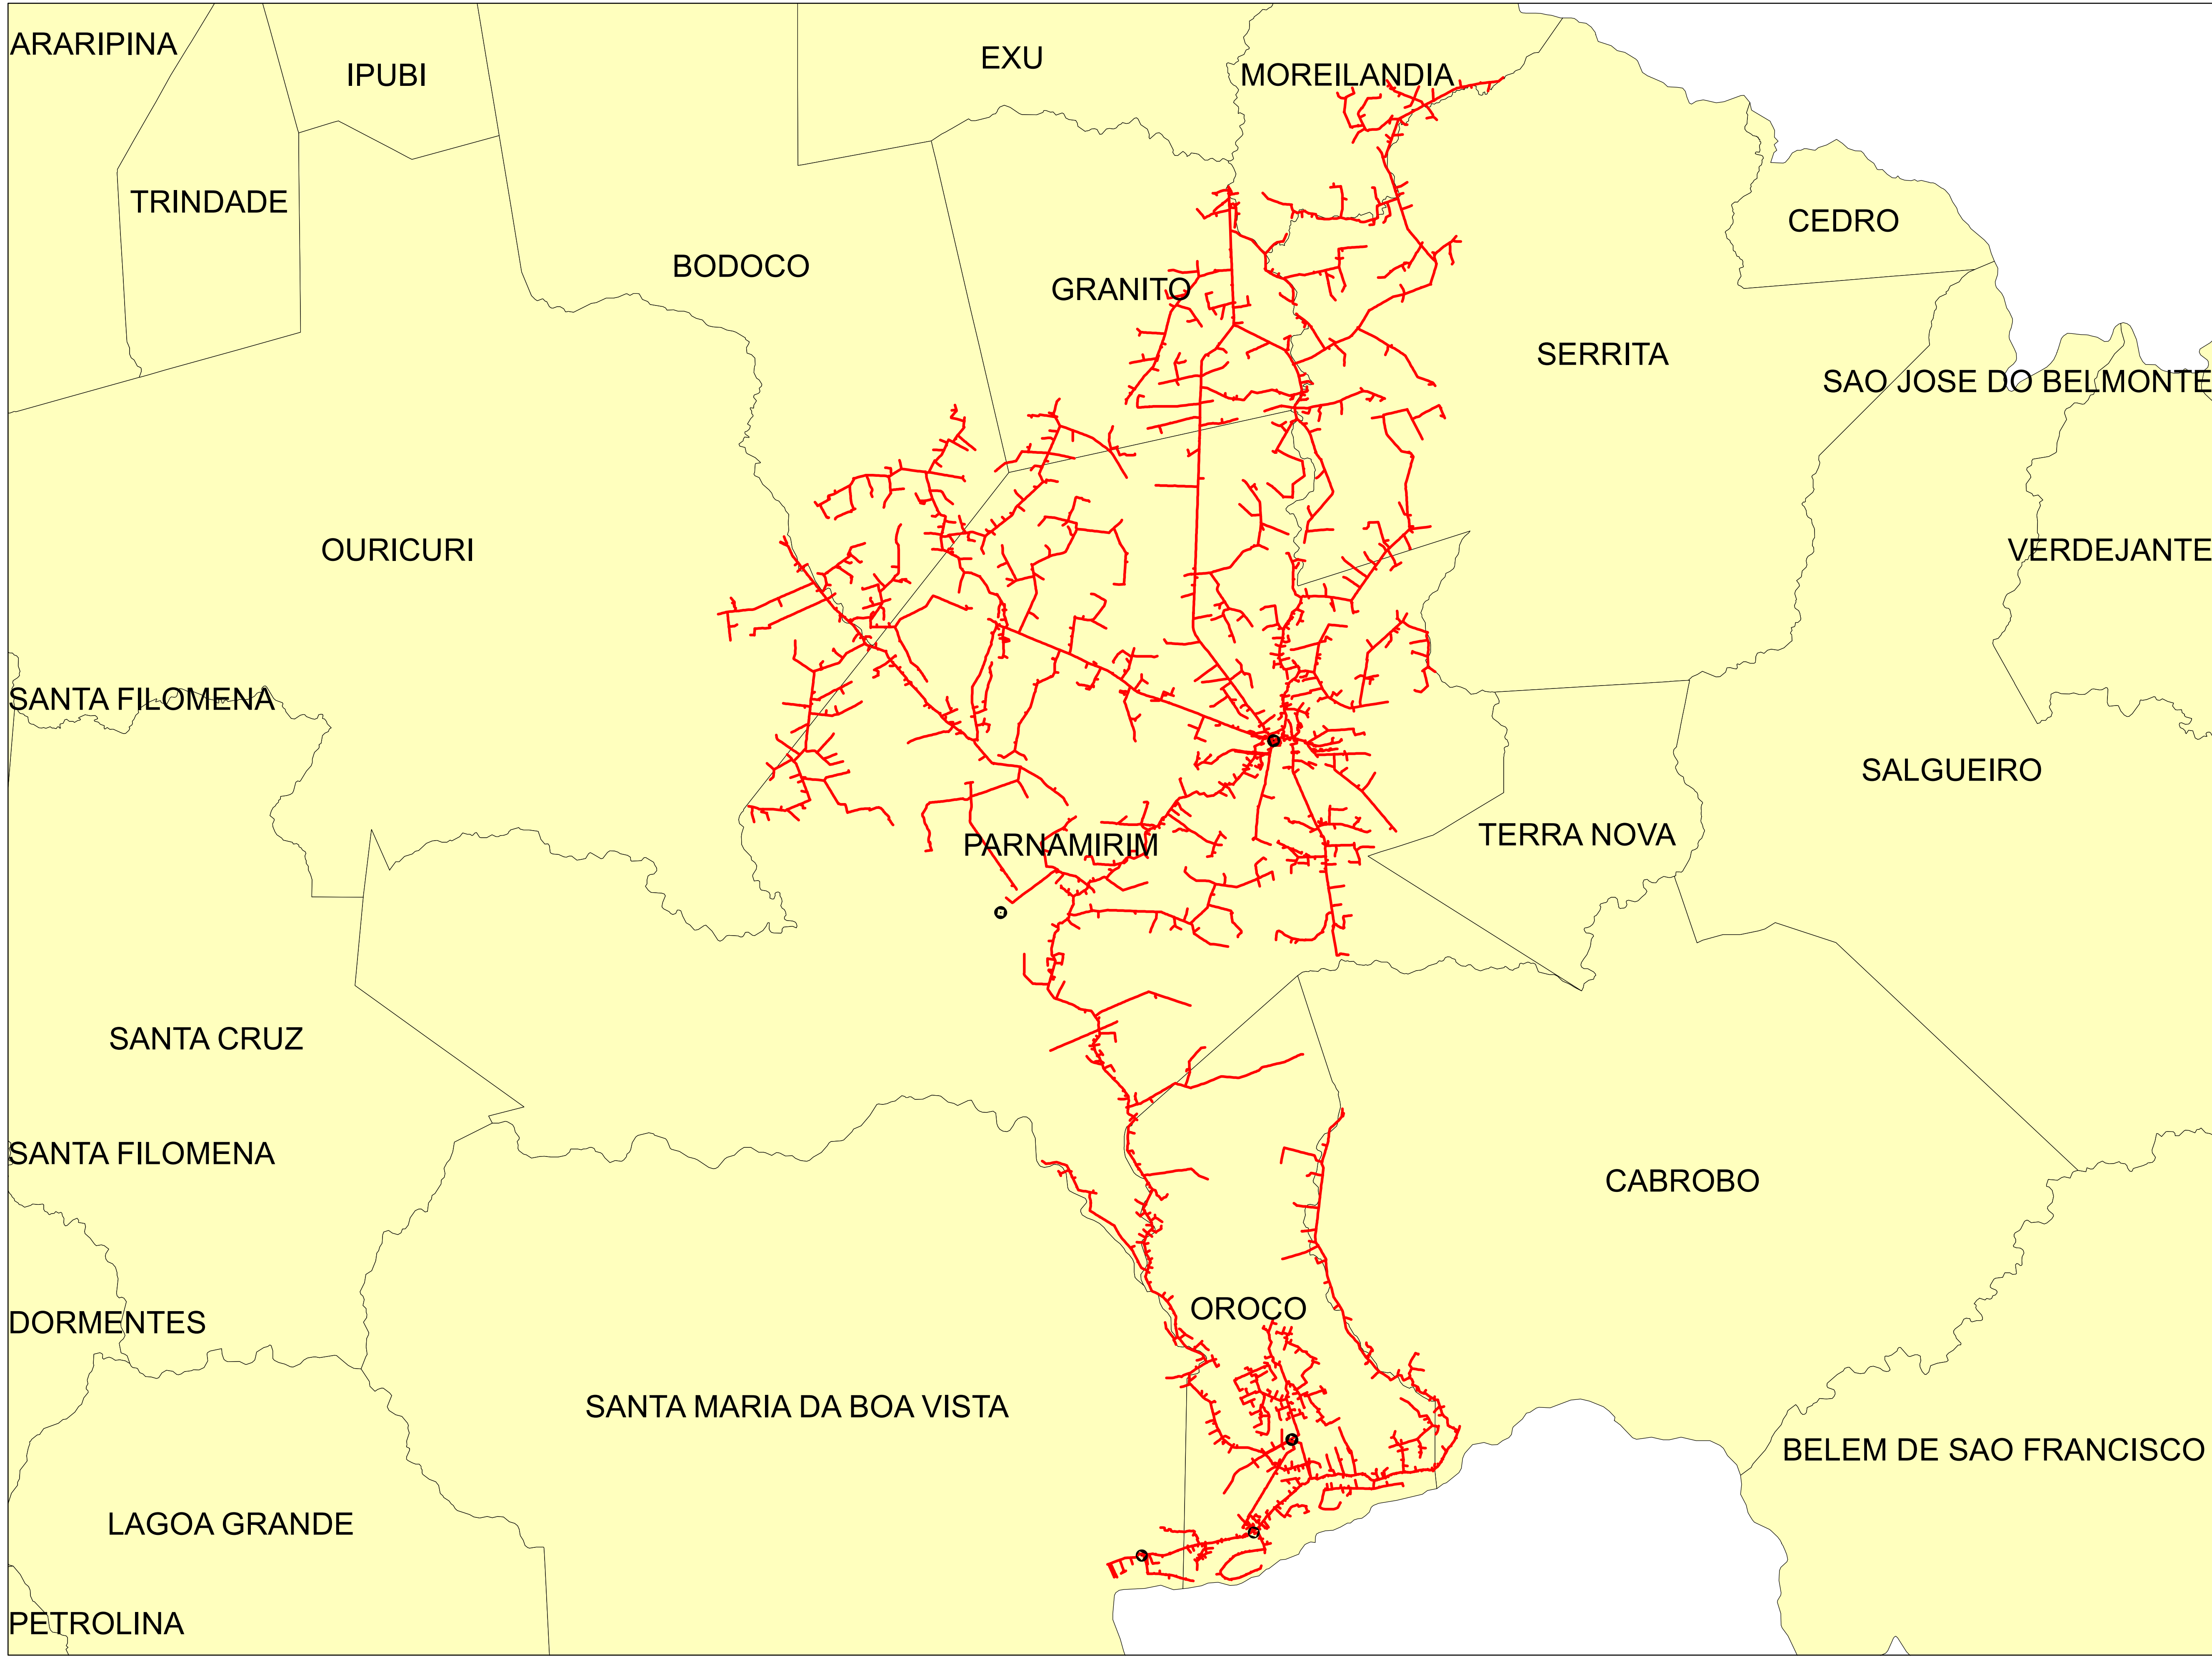 ARARIPINA
EXU
IPUBI
MOREILANDIA
TRINDADE
CEDRO
BODOCO
GRANITO
SERRITA
SAO JOSE DO BELMONTE
OURICURI
VERDEJANTE
SANTA FILOMENA
SALGUEIRO
TERRA NOVA
PARNAMIRIM
SANTA CRUZ
SANTA FILOMENA
CABROBO
OROCO
DORMENTES
SANTA MARIA DA BOA VISTA
BELEM DE SAO FRANCISCO
LAGOA GRANDE
PETROLINA